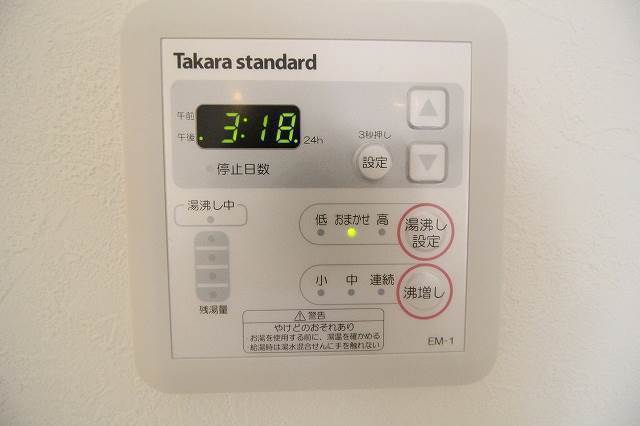 Takara standard
午前
午後
3:18
24h
停止日数
3秒押し
設定
湯沸し中
残湯量
低 おまかせ 高
湯沸し
設定
小 中 連続
沸増し
⚠警告
やけどのおそれあり
お湯を使用する前に、湯温を確かめる
給湯時は湯水混合せんに手を触れない
EM-1